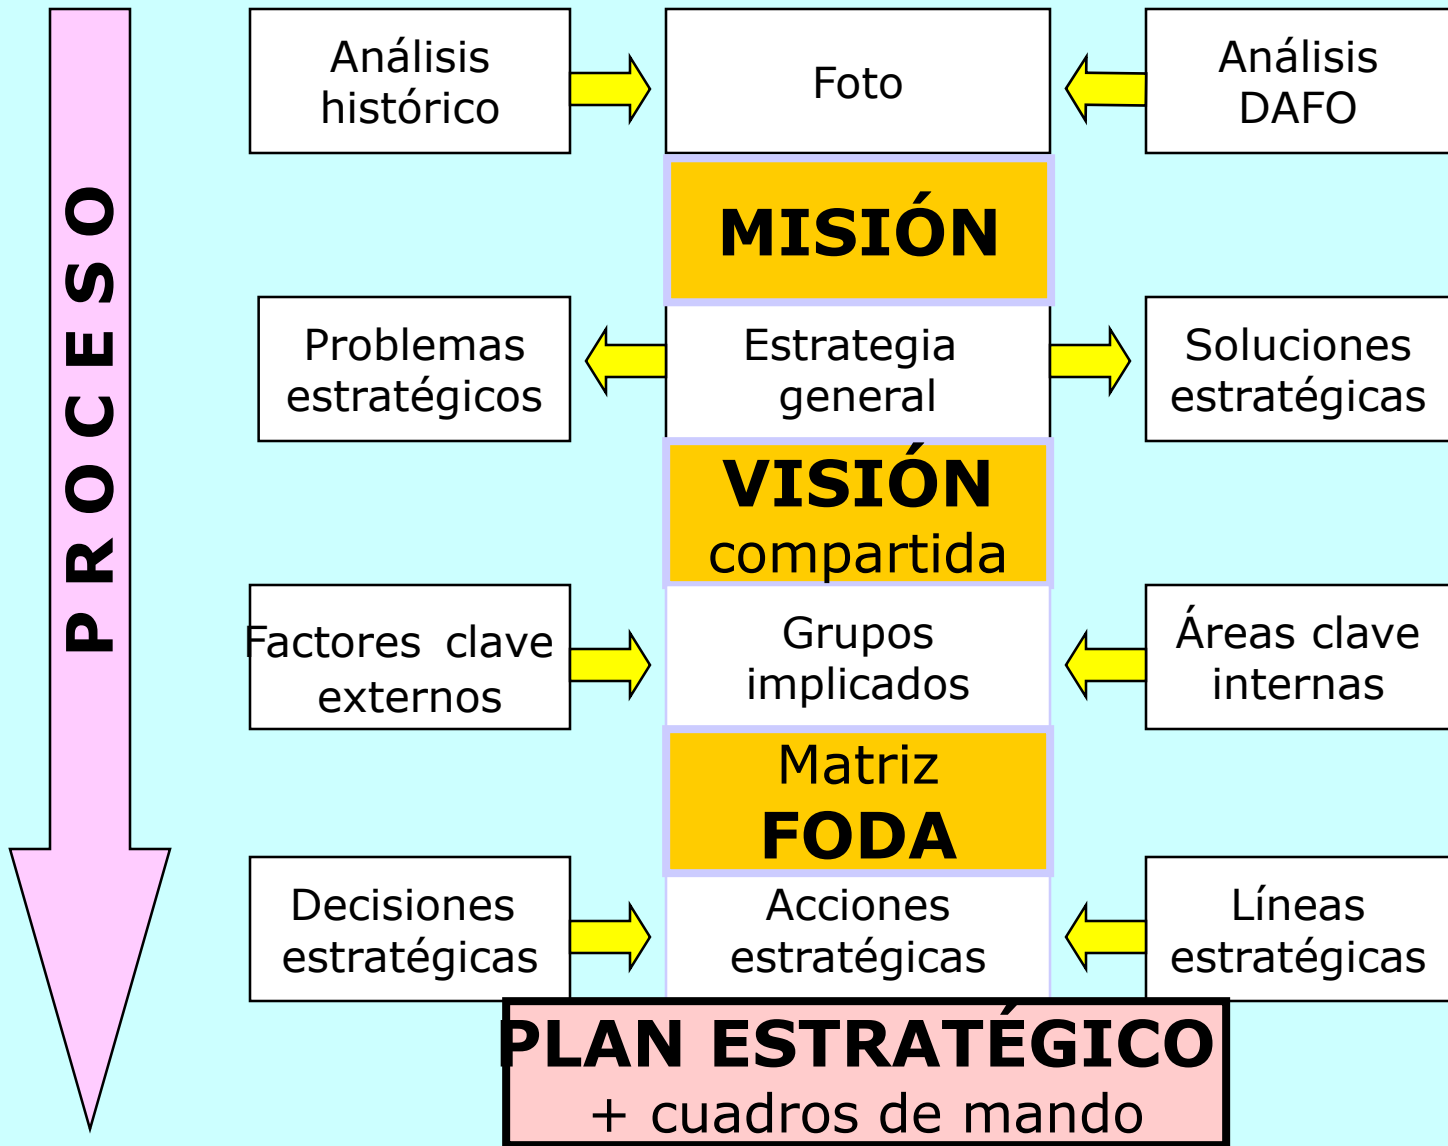 PROCESO
Análisis
histórico
Foto
Análisis
DAFO
MISIÓN
Problemas
estratégicos
Estrategia
general
Soluciones
estratégicas
VISIÓN
compartida
Factores clave
externos
Grupos
implicados
Áreas clave
internas
Matriz
FODA
Decisiones
estratégicas
Acciones
estratégicas
Líneas
estratégicas
PLAN ESTRATÉGICO
+ cuadros de mando